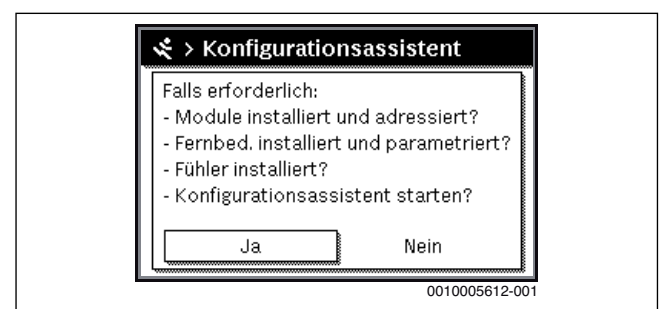 > Konfigurationsassistent
Falls erforderlich:
- Module installiert und adressiert?
- Fernbed. installiert und parametriert?
- Fühler installiert?
- Konfigurationsassistent starten?
Ja Nein
0010005612-001